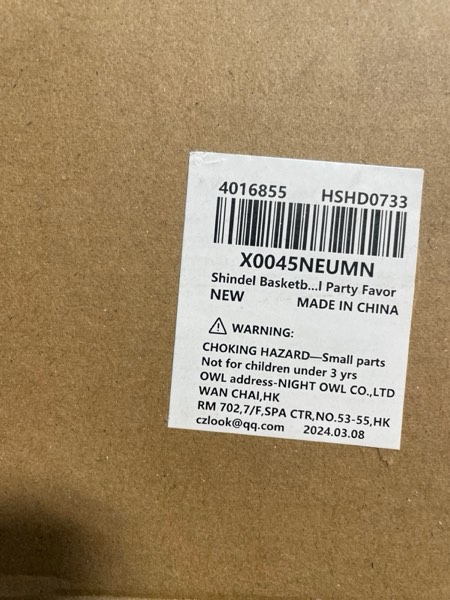 4016855 HSHD0733
X0045NEUMN
Shindel Basketb...l Party Favor
NEW MADE IN CHINA
WARNING:
CHOKING HAZARD—Small parts
Not for children under 3 yrs
OWL address-NIGHT OWL CO.,LTD
WAN CHAI,HK
RM 702,7/F,SPA CTR,NO.53-55,HK
czlook@qq.com 2024.03.08